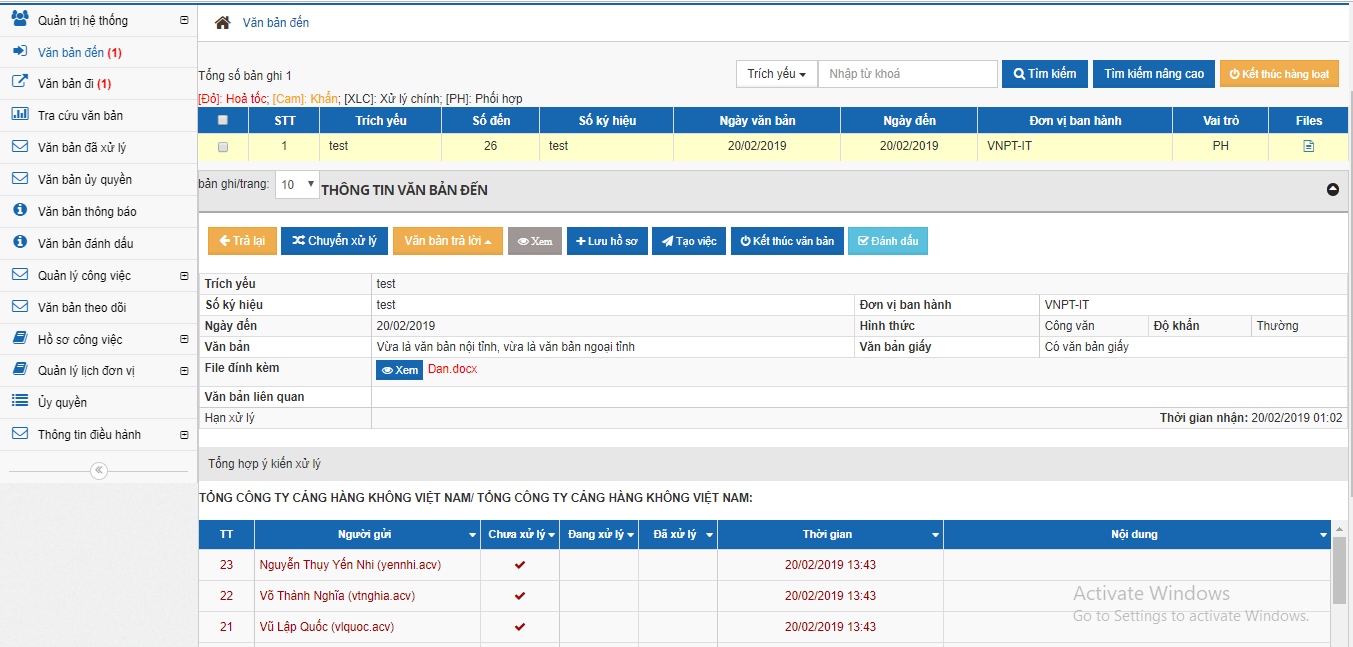 Quản trị hệ thống
Văn bản đến (1)
Văn bản đi (1)
Tra cứu văn bản
Văn bản đã xử lý
Văn bản ủy quyền
Văn bản thông báo
Văn bản đánh dấu
Quản lý công việc
Văn bản theo dõi
Hồ sơ công việc
Quản lý lịch đơn vị
Ủy quyền
Thông tin điều hành
Văn bản đến
Tổng số bản ghi 1
Trích yếu Nhập từ khoá Tìm kiếm Tìm kiếm nâng cao Kết thúc hàng loạt
[Đỏ]: Hoả tốc; [Cam]: Khẩn; [XLC]: Xử lý chính; [PH]: Phối hợp
STT Trích yếu Số đến Số ký hiệu Ngày văn bản Ngày đến Đơn vị ban hành Vai trò Files
1 test 26 test 20/02/2019 20/02/2019 VNPT-IT PH
bản ghi/trang: 10 THÔNG TIN VĂN BẢN ĐẾN
Trả lại Chuyển xử lý Văn bản trả lời Xem Lưu hồ sơ Tạo việc Kết thúc văn bản Đánh dấu
Trích yếu test
Số ký hiệu test Đơn vị ban hành VNPT-IT
Ngày đến 20/02/2019 Hình thức Công văn Độ khẩn Thường
Văn bản Vừa là văn bản nội tỉnh, vừa là văn bản ngoại tỉnh Văn bản giấy Có văn bản giấy
File đính kèm Xem Dan.docx
Văn bản liên quan
Hạn xử lý Thời gian nhận: 20/02/2019 01:02
Tổng hợp ý kiến xử lý
TỔNG CÔNG TY CẢNG HÀNG KHÔNG VIỆT NAM/ TỔNG CÔNG TY CẢNG HÀNG KHÔNG VIỆT NAM:
TT Người gửi Chưa xử lý Đang xử lý Đã xử lý Thời gian Nội dung
23 Nguyễn Thụy Yến Nhi (yennhi.acv) 20/02/2019 13:43
22 Võ Thành Nghĩa (vtnghia.acv) 20/02/2019 13:43
21 Vũ Lập Quốc (vlquoc.acv) 20/02/2019 13:43
Activate Windows
Go to Settings to activate Windows.